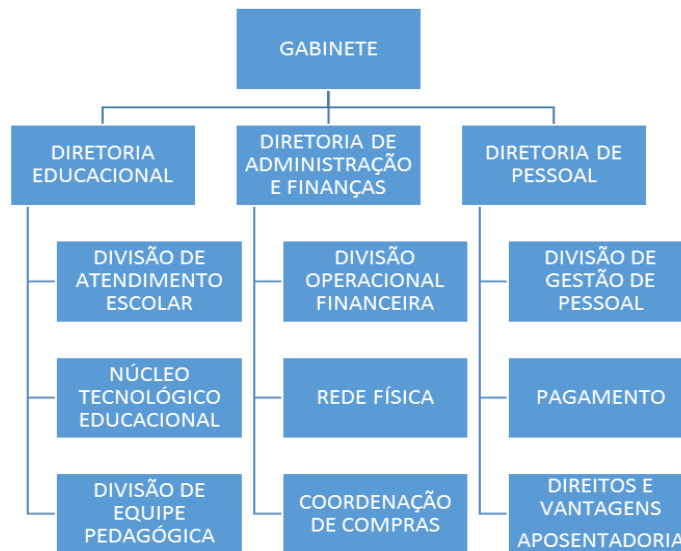 GABINETE
DIRETORIA
EDUCACIONAL
DIRETORIA DE
ADMINISTRAÇÃO
E FINANÇAS
DIRETORIA DE
PESSOAL
DIVISÃO DE
ATENDIMENTO
ESCOLAR
DIVISÃO
OPERACIONAL
FINANCEIRA
DIVISÃO DE
GESTÃO DE
PESSOAL
NÚCLEO
TECNOLÓGICO
EDUCACIONAL
REDE FÍSICA
PAGAMENTO
DIVISÃO DE
EQUIPE
PEDAGÓGICA
COORDENAÇÃO
DE COMPRAS
DIREITOS E
VANTAGENS
APOSENTADORIA